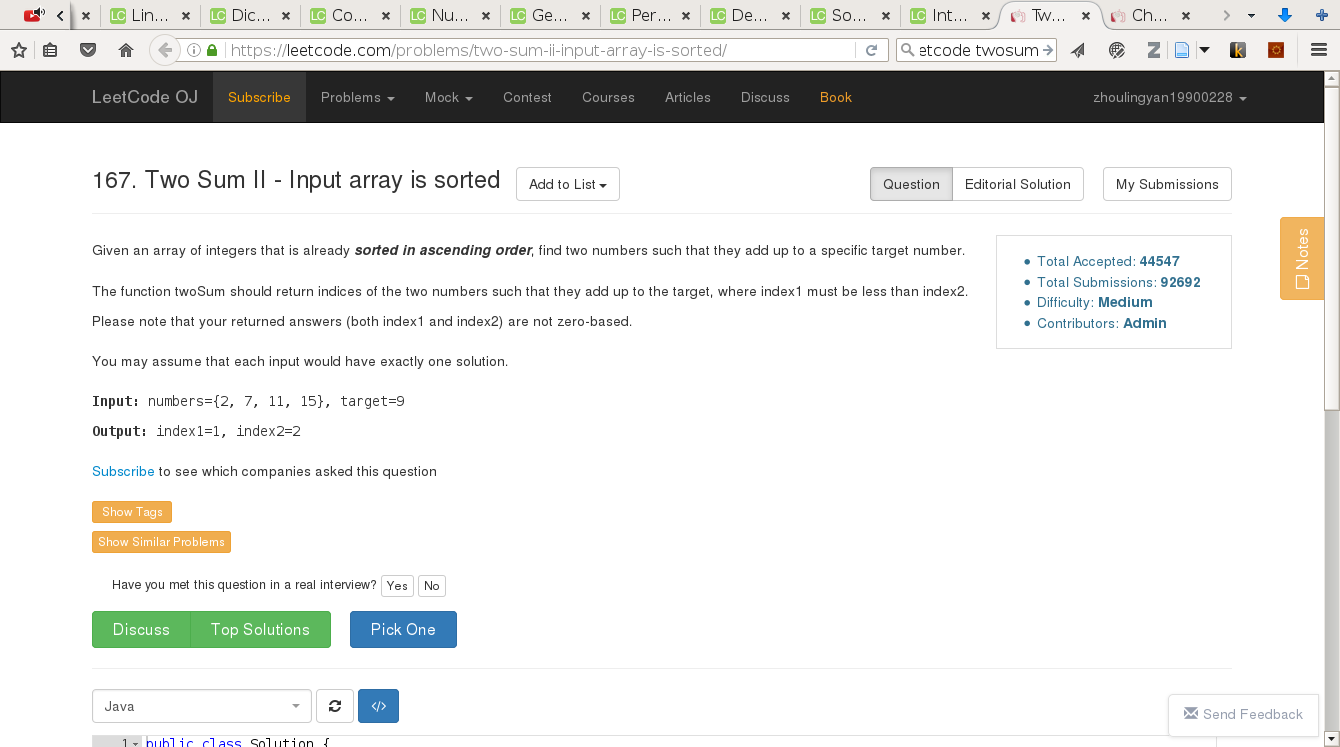 Lin... Dic... Co... Nu... Ge... Per... De... So... Int... Tw... Ch...
https://leetcode.com/problems/two-sum-ii-input-array-is-sorted/
etcode twosum
LeetCode OJ Subscribe Problems Mock Contest Courses Articles Discuss Book zhoulingyan19900228
167. Two Sum II - Input array is sorted Add to List Question Editorial Solution My Submissions
Given an array of integers that is already sorted in ascending order, find two numbers such that they add up to a specific target number.
The function twoSum should return indices of the two numbers such that they add up to the target, where index1 must be less than index2.
Please note that your returned answers (both index1 and index2) are not zero-based.
You may assume that each input would have exactly one solution.
Input: numbers={2, 7, 11, 15}, target=9
Output: index1=1, index2=2
Subscribe to see which companies asked this question
Show Tags
Show Similar Problems
Have you met this question in a real interview? Yes No
Discuss Top Solutions Pick One
Total Accepted: 44547
Total Submissions: 92692
Difficulty: Medium
Contributors: Admin
Notes
Java
</>
Send Feedback
1 public class Solution {